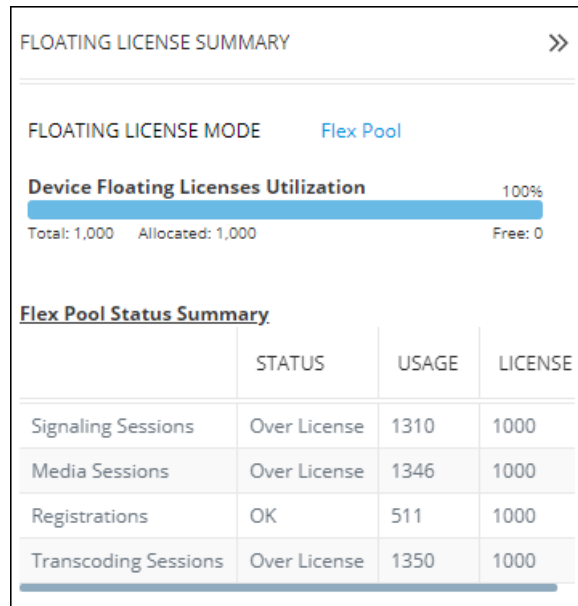 FLOATING LICENSE SUMMARY »
FLOATING LICENSE MODE Flex Pool
Device Floating Licenses Utilization 100%
Total: 1,000 Allocated: 1,000 Free: 0
Flex Pool Status Summary
STATUS USAGE LICENSE
Signaling Sessions Over License 1310 1000
Media Sessions Over License 1346 1000
Registrations OK 511 1000
Transcoding Sessions Over License 1350 1000